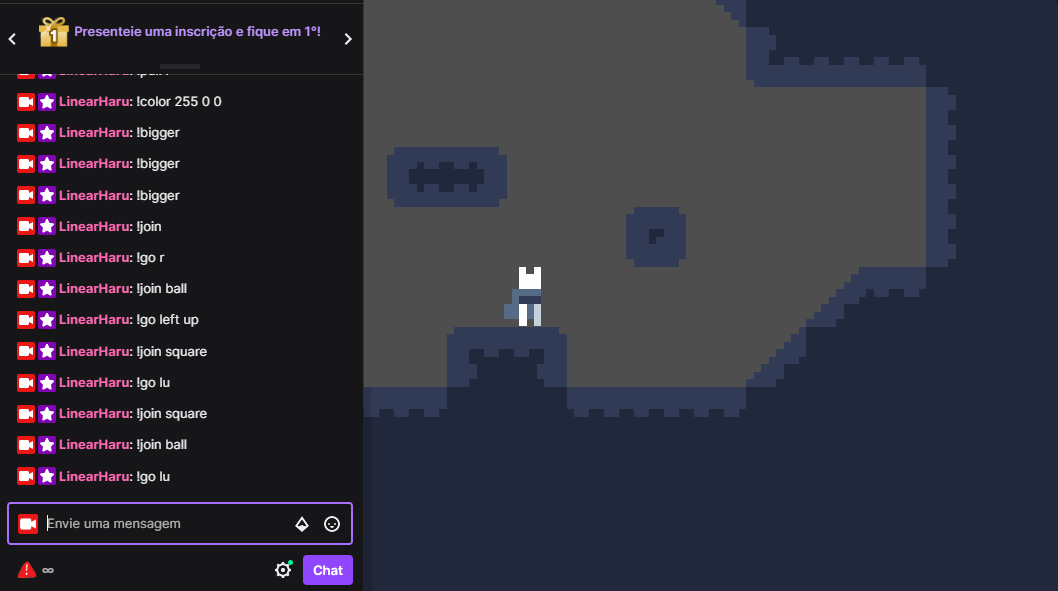 1
Presenteie uma inscrição e fique em 1º!
LinearHaru: !color 255 0 0
LinearHaru: !bigger
LinearHaru: !bigger
LinearHaru: !bigger
LinearHaru: !join
LinearHaru: !go r
LinearHaru: !join ball
LinearHaru: !go left up
LinearHaru: !join square
LinearHaru: !go lu
LinearHaru: !join square
LinearHaru: !join ball
LinearHaru: !go lu
Envie uma mensagem
∞
Chat